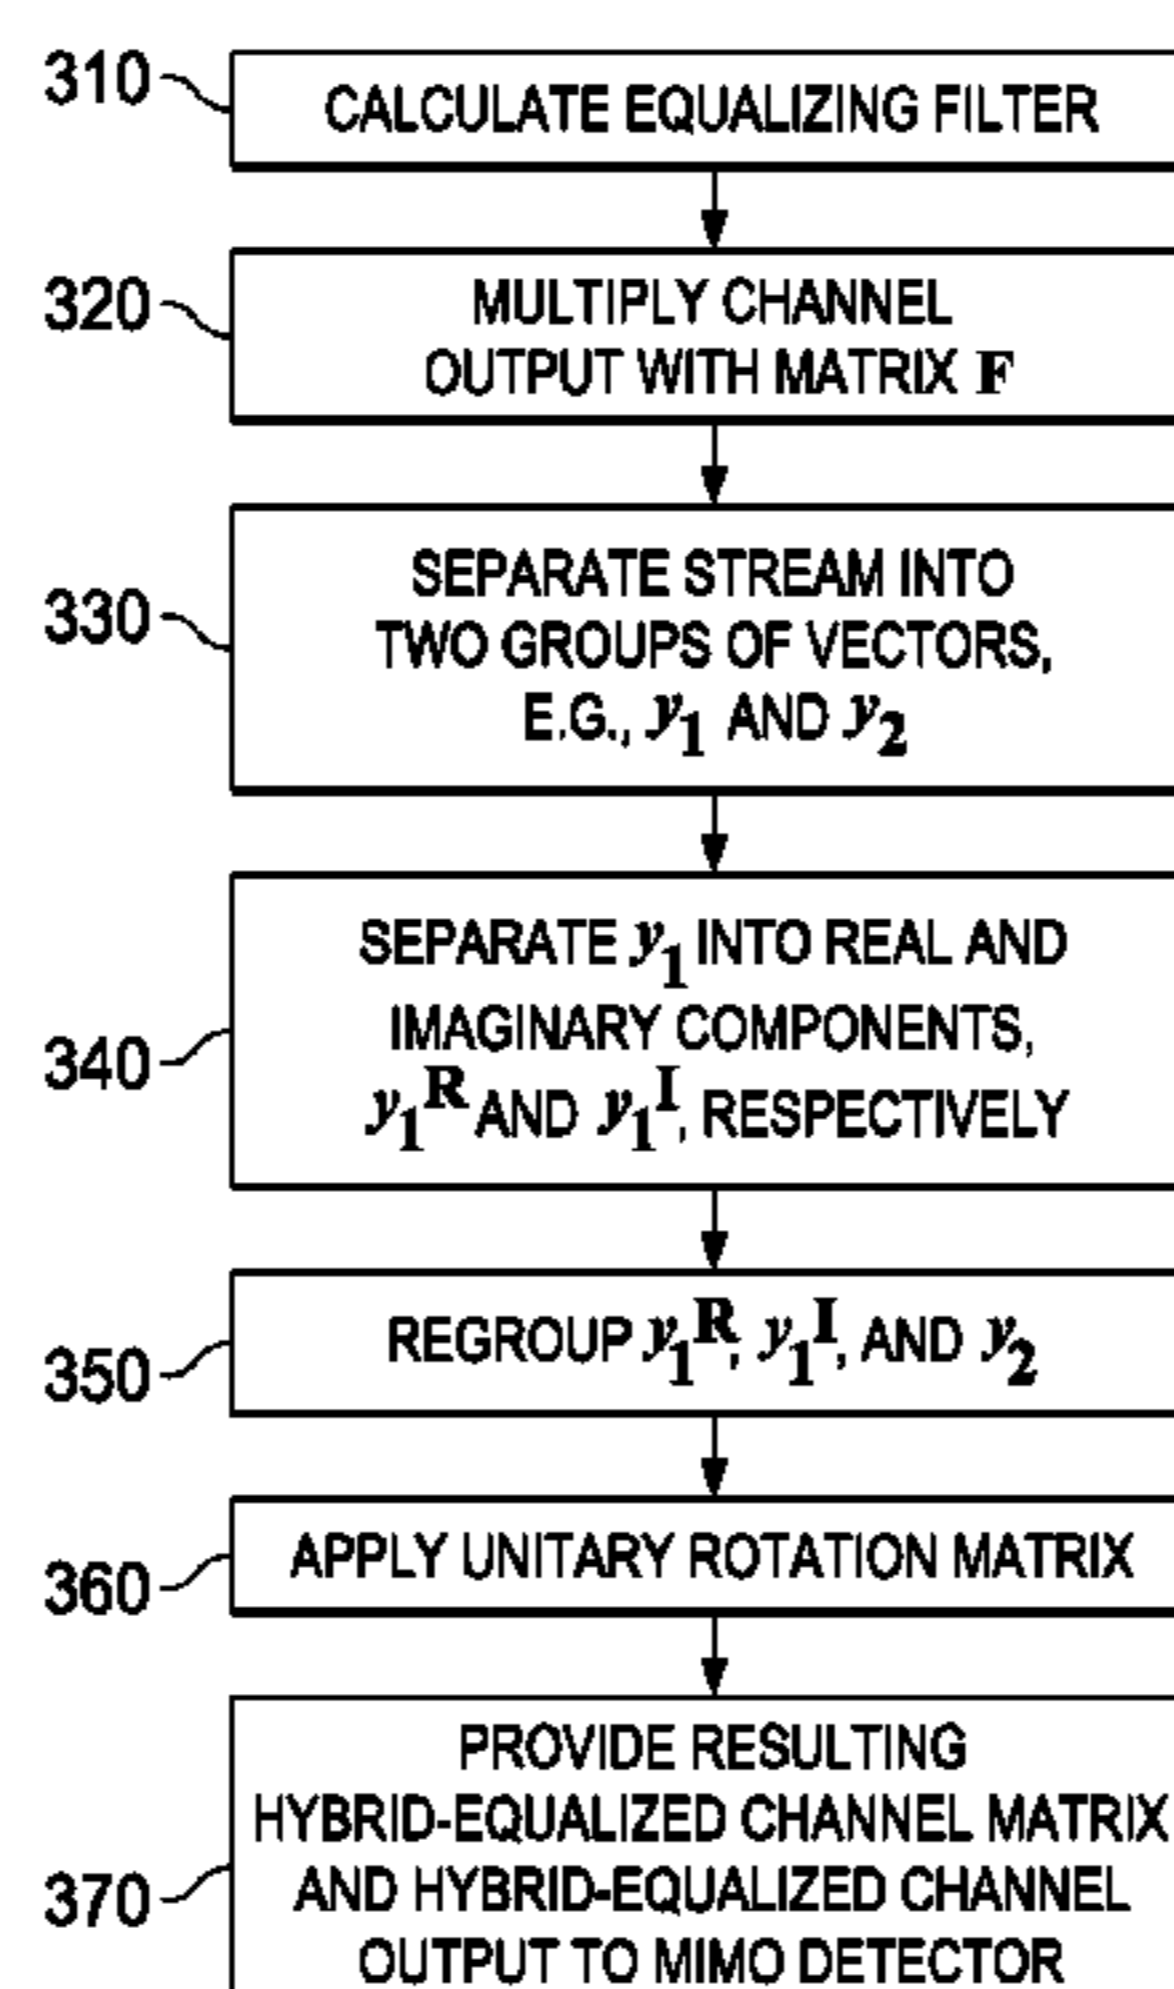 310
CALCULATE EQUALIZING FILTER
320
MULTIPLY CHANNEL
OUTPUT WITH MATRIX F
330
SEPARATE STREAM INTO
TWO GROUPS OF VECTORS,
E.G., y₁ AND y₂
340
SEPARATE y₁ INTO REAL AND
IMAGINARY COMPONENTS,
y₁ᴿ AND y₁ᴵ, RESPECTIVELY
350
REGROUP y₁ᴿ, y₁ᴵ, AND y₂
360
APPLY UNITARY ROTATION MATRIX
370
PROVIDE RESULTING
HYBRID-EQUALIZED CHANNEL MATRIX
AND HYBRID-EQUALIZED CHANNEL
OUTPUT TO MIMO DETECTOR